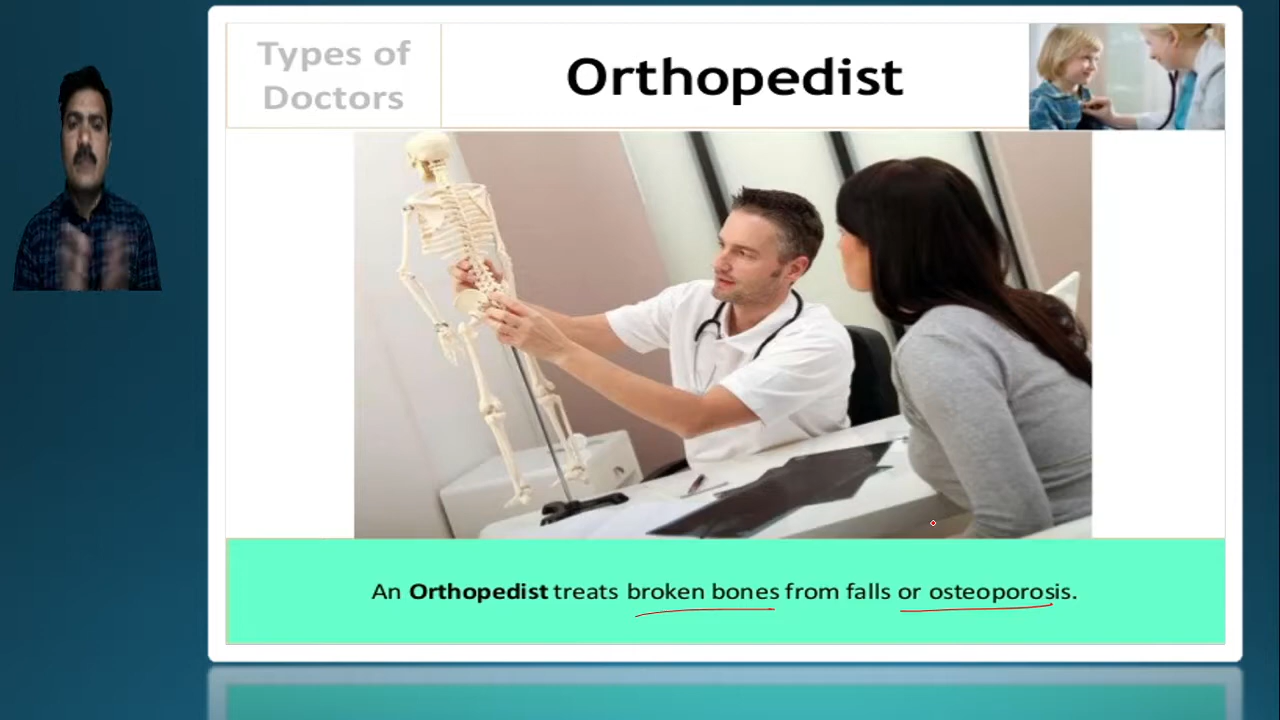 Types of
Doctors
Orthopedist
An Orthopedist treats broken bones from falls or osteoporosis.